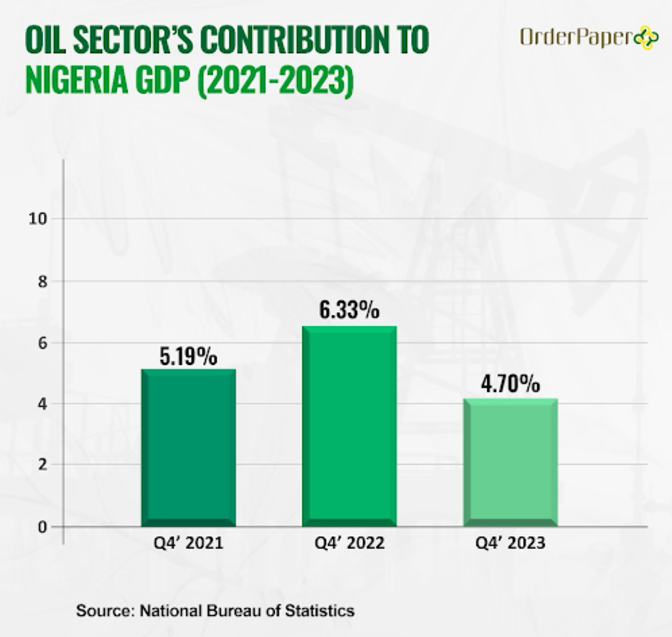 OIL SECTOR'S CONTRIBUTION TO
NIGERIA GDP (2021-2023)
OrderPaper
10
8
6
4
2
0
5.19%
6.33%
4.70%
Q4' 2021
Q4' 2022
Q4' 2023
Source: National Bureau of Statistics